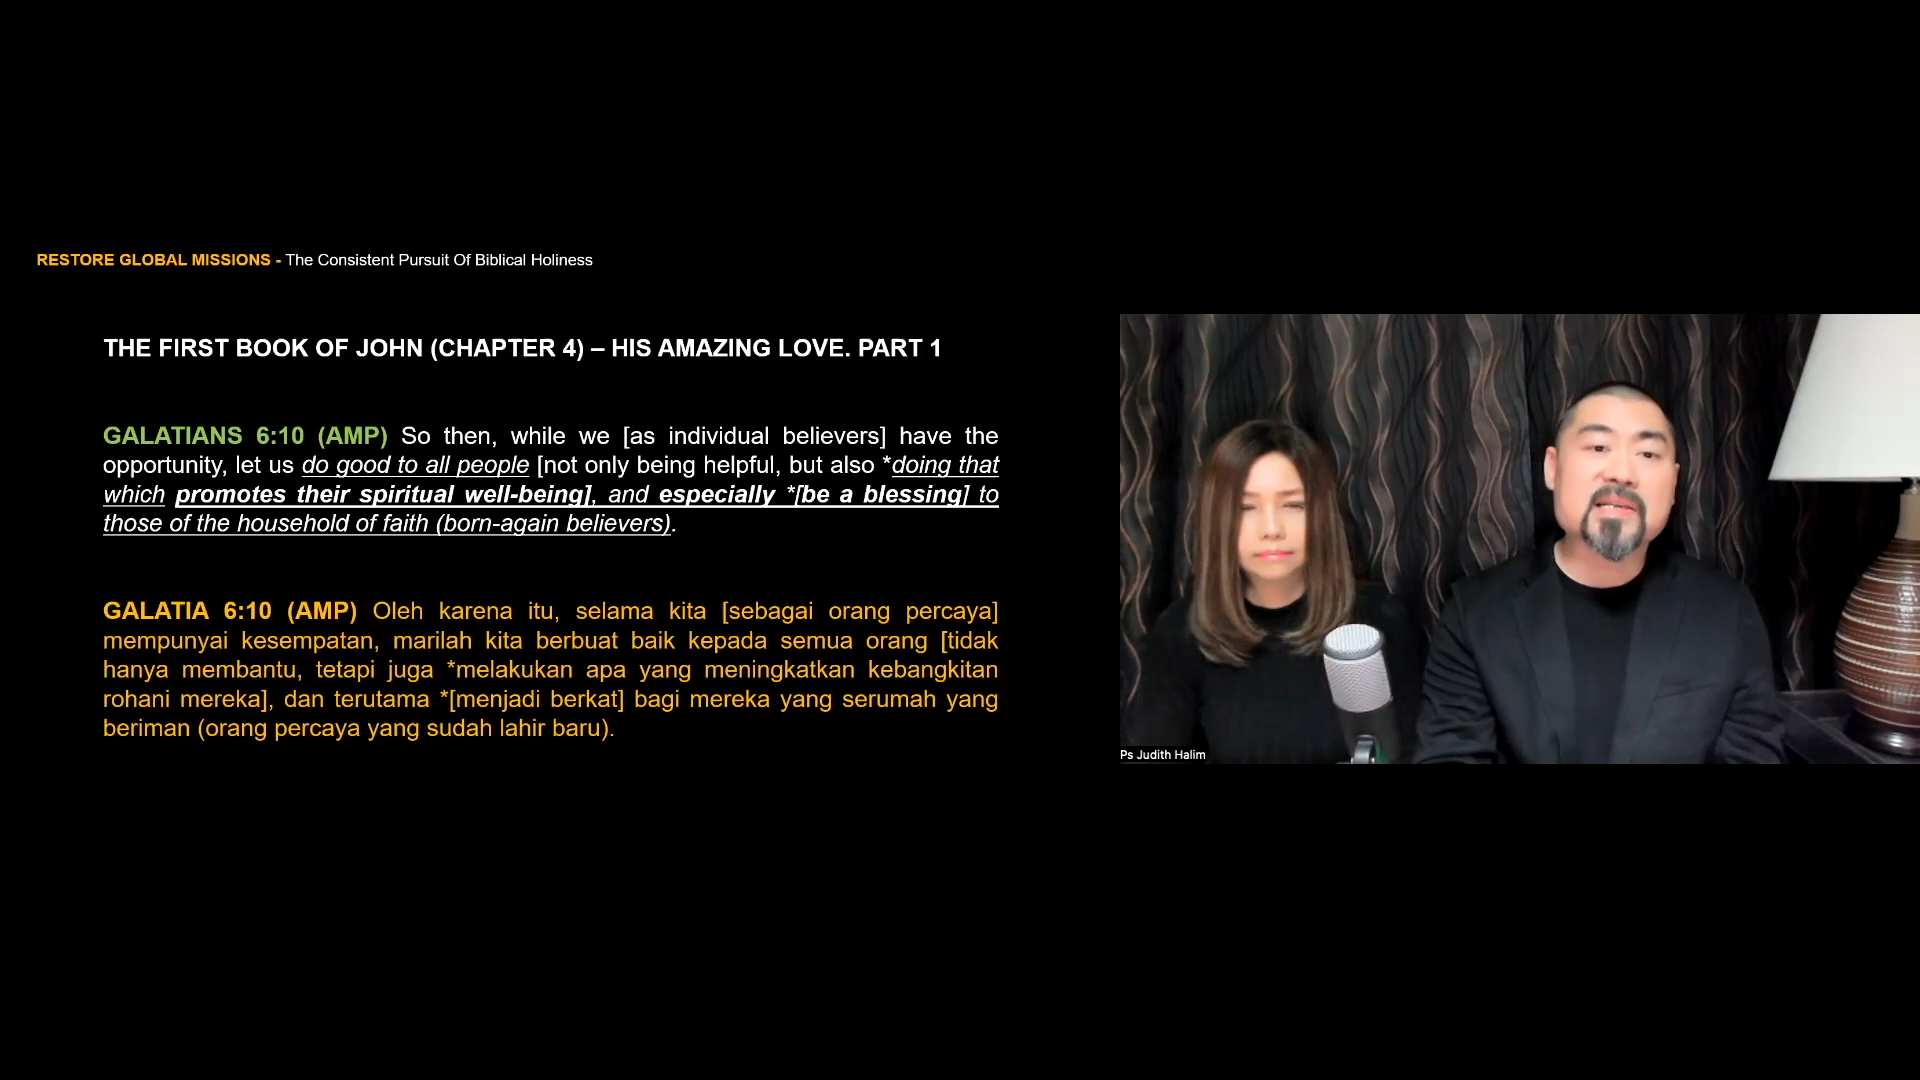 RESTORE GLOBAL MISSIONS - The Consistent Pursuit Of Biblical Holiness
THE FIRST BOOK OF JOHN (CHAPTER 4) – HIS AMAZING LOVE. PART 1
GALATIANS 6:10 (AMP) So then, while we [as individual believers] have the
opportunity, let us do good to all people [not only being helpful, but also *doing that
which promotes their spiritual well-being], and especially *[be a blessing] to
those of the household of faith (born-again believers).
GALATIA 6:10 (AMP) Oleh karena itu, selama kita [sebagai orang percaya]
mempunyai kesempatan, marilah kita berbuat baik kepada semua orang [tidak
hanya membantu, tetapi juga *melakukan apa yang meningkatkan kebangkitan
rohani mereka], dan terutama *[menjadi berkat] bagi mereka yang serumah yang
beriman (orang percaya yang sudah lahir baru).
Ps Judith Halim